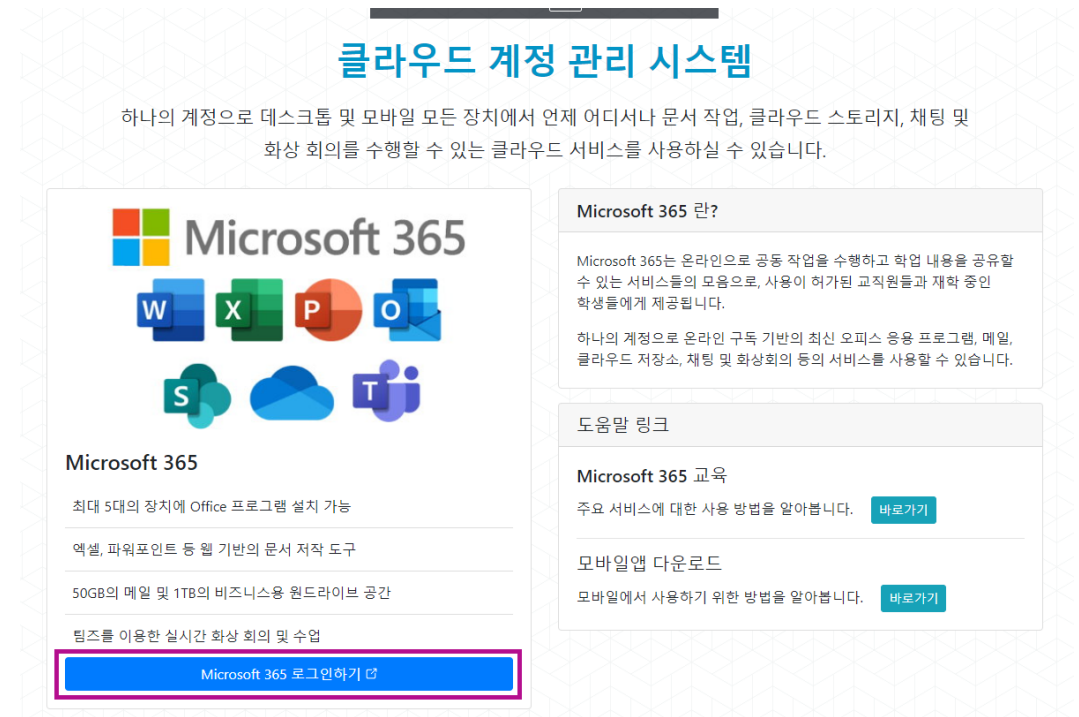 클라우드 계정 관리 시스템
하나의 계정으로 데스크톱 및 모바일 모든 장치에서 언제 어디서나 문서 작업, 클라우드 스토리지, 채팅 및
화상 회의를 수행할 수 있는 클라우드 서비스를 사용하실 수 있습니다.
Microsoft 365
W X P O
S T
Microsoft 365
최대 5대의 장치에 Office 프로그램 설치 가능
엑셀, 파워포인트 등 웹 기반의 문서 저작 도구
50GB의 메일 및 1TB의 비즈니스용 원드라이브 공간
팀즈를 이용한 실시간 화상 회의 및 수업
Microsoft 365 로그인하기
Microsoft 365 란?
Microsoft 365는 온라인으로 공동 작업을 수행하고 학업 내용을 공유할
수 있는 서비스들의 모음으로, 사용이 허가된 교직원들과 재학 중인
학생들에게 제공됩니다.
하나의 계정으로 온라인 구독 기반의 최신 오피스 응용 프로그램, 메일,
클라우드 저장소, 채팅 및 화상회의 등의 서비스를 사용할 수 있습니다.
도움말 링크
Microsoft 365 교육
주요 서비스에 대한 사용 방법을 알아봅니다. 바로가기
모바일앱 다운로드
모바일에서 사용하기 위한 방법을 알아봅니다. 바로가기